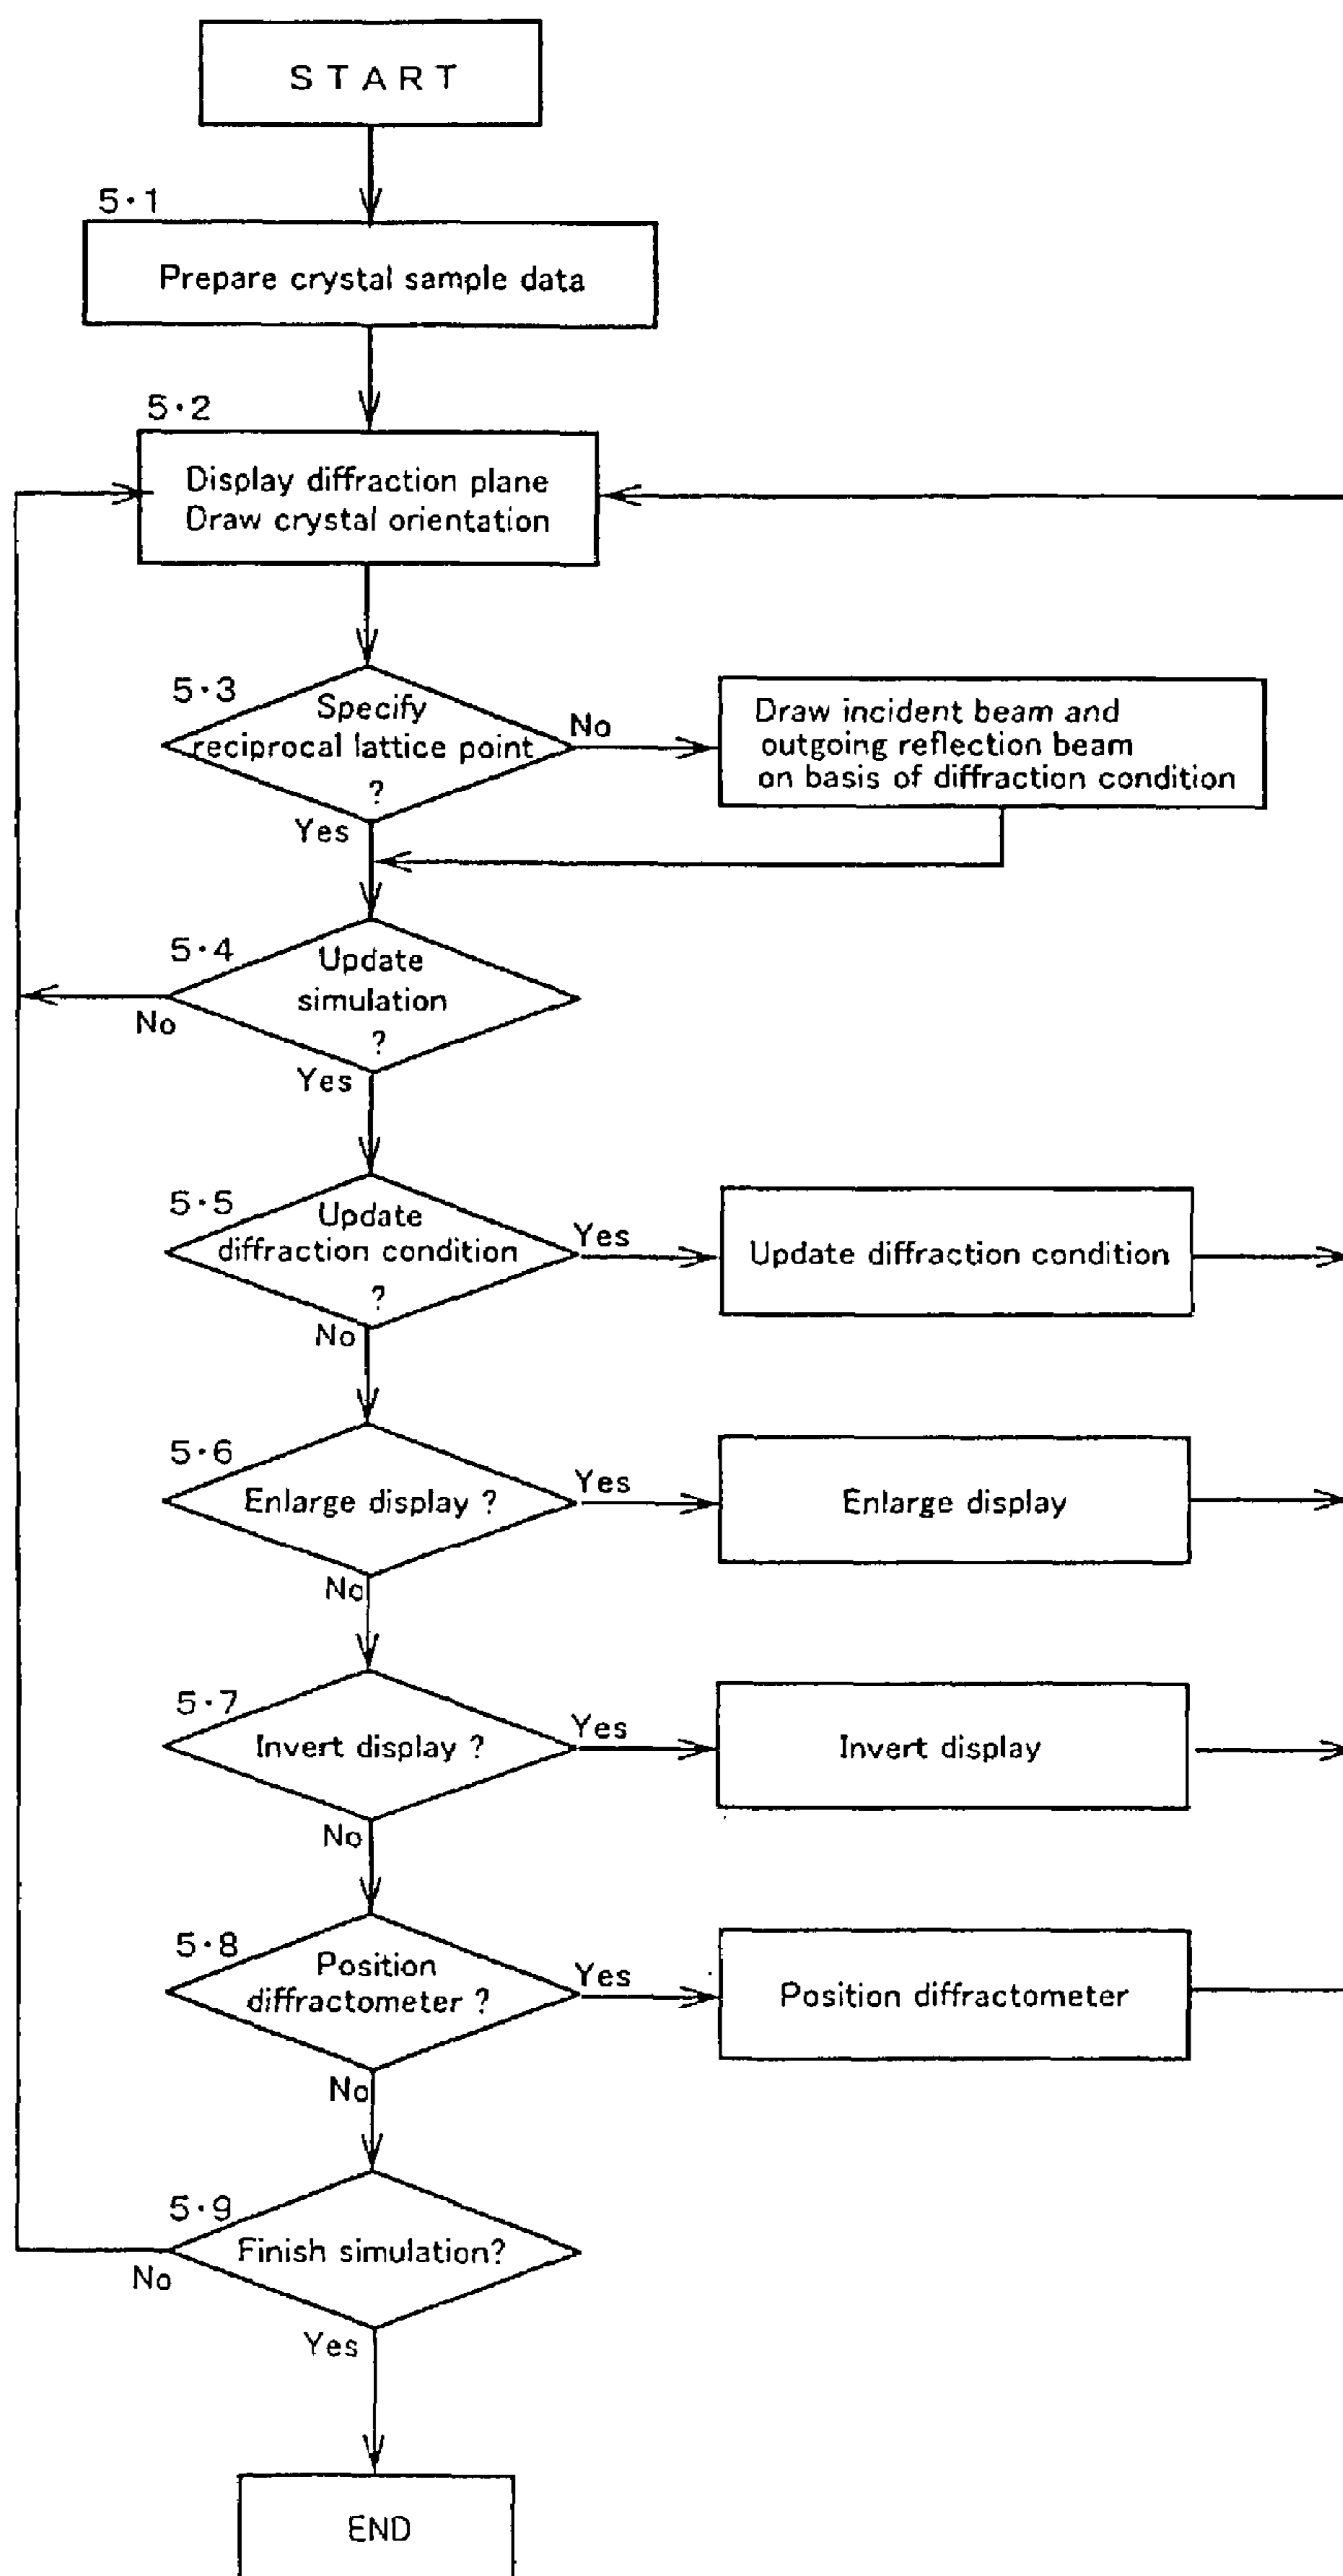 START
5·1
Prepare crystal sample data
5·2
Display diffraction plane
Draw crystal orientation
5·3
Specify
reciprocal lattice point
?
No
Yes
Draw incident beam and
outgoing reflection beam
on basis of diffraction condition
5·4
Update
simulation
?
No
Yes
5·5
Update
diffraction condition
?
Yes
No
Update diffraction condition
5·6
Enlarge display ?
Yes
No
Enlarge display
5·7
Invert display ?
Yes
No
Invert display
5·8
Position
diffractometer ?
Yes
No
Position diffractometer
5·9
Finish simulation?
No
Yes
END